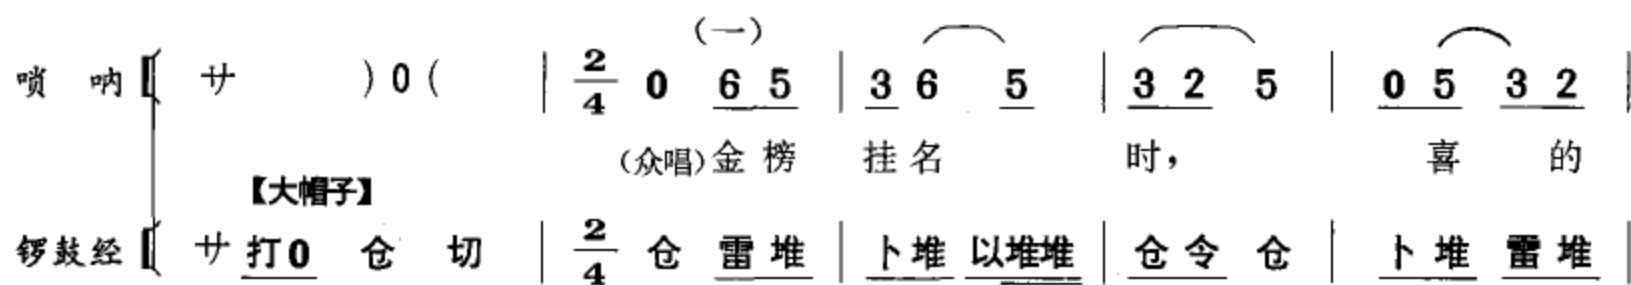 (一)
唢 呐 サ )0( | 2/4 0 6 5 | 3 6 5 | 3 2 5 | 0 5 3 2 |
(众唱)金 榜 挂 名 时， 喜 的
【大帽子】
锣鼓经 サ 打0 仓 切 | 2/4 仓 雷 堆 | 卜堆 以堆堆 | 仓 令 仓 | 卜 堆 雷 堆 |